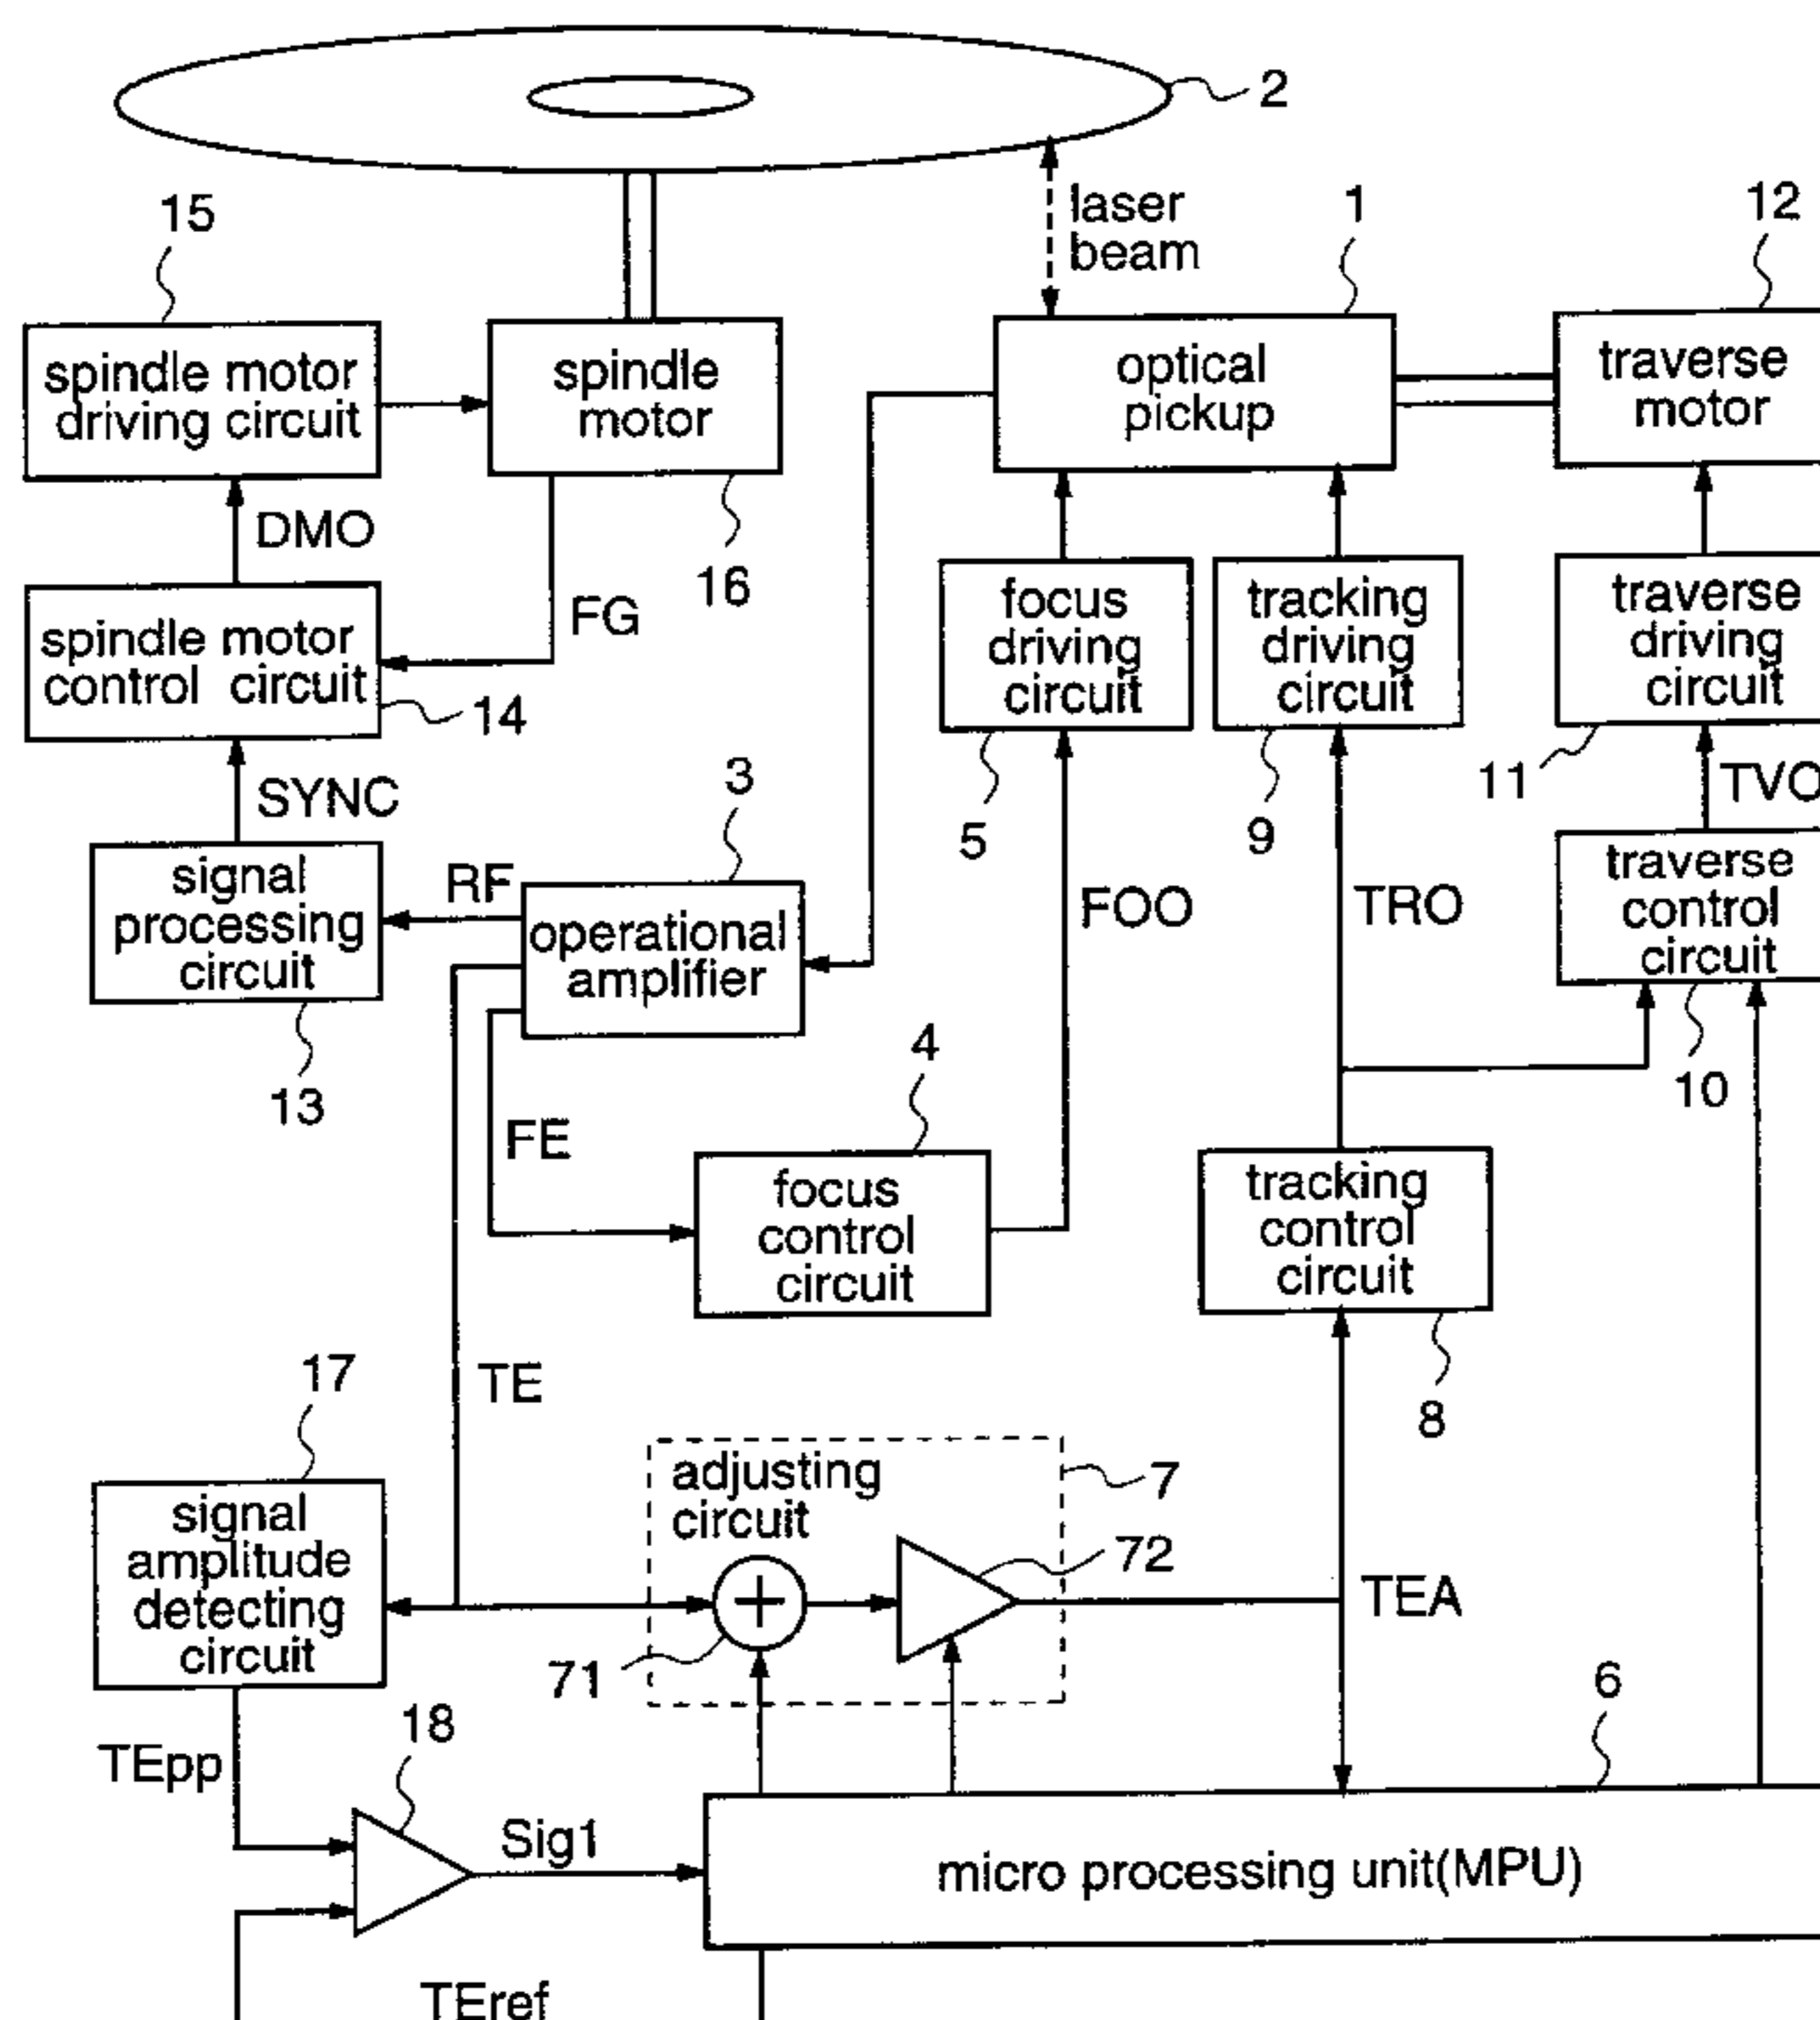 2
laser
beam
15
1
12
spindle motor
driving circuit
spindle
motor
optical
pickup
traverse
motor
DMO
16
FG
spindle motor
control circuit
14
focus
driving
circuit
tracking
driving
circuit
traverse
driving
circuit
5
9
11
TVO
SYNC
3
signal
processing
circuit
RF
operational
amplifier
FOO
TRO
traverse
control
circuit
13
4
10
FE
focus
control
circuit
tracking
control
circuit
8
17
TE
signal
amplitude
detecting
circuit
adjusting
circuit
7
72
71
TEA
6
TEpp
18
Sig1
micro processing unit(MPU)
TEref